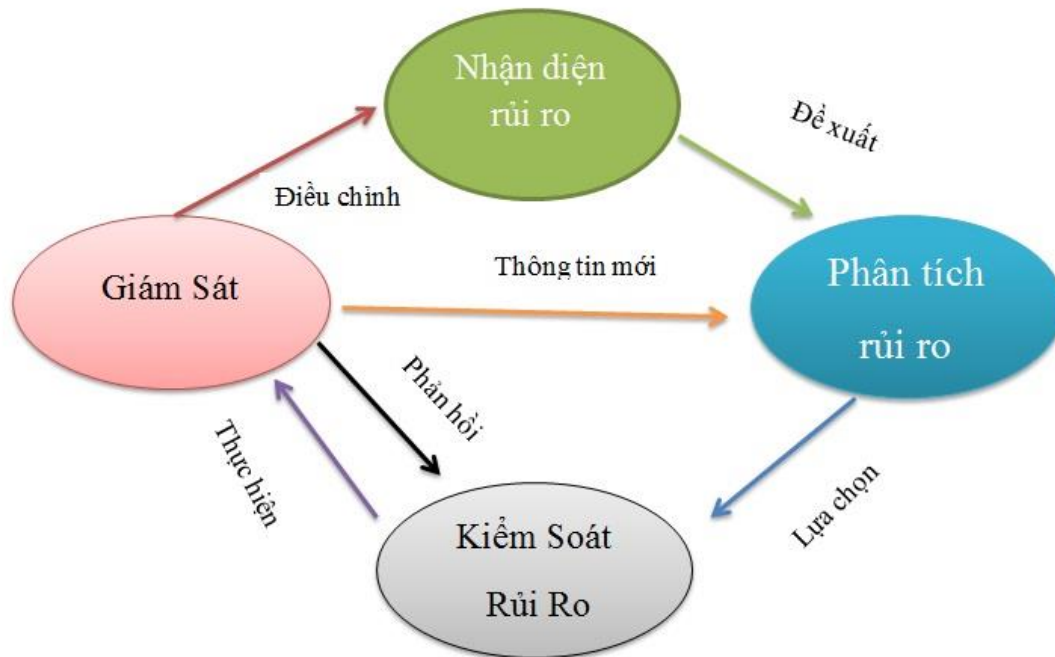 Nhận diện
rủi ro
Đề xuất
Điều chỉnh
Giám Sát
Thông tin mới
Phân tích
rủi ro
Phản hồi
Thực hiện
Lựa chọn
Kiểm Soát
Rủi Ro